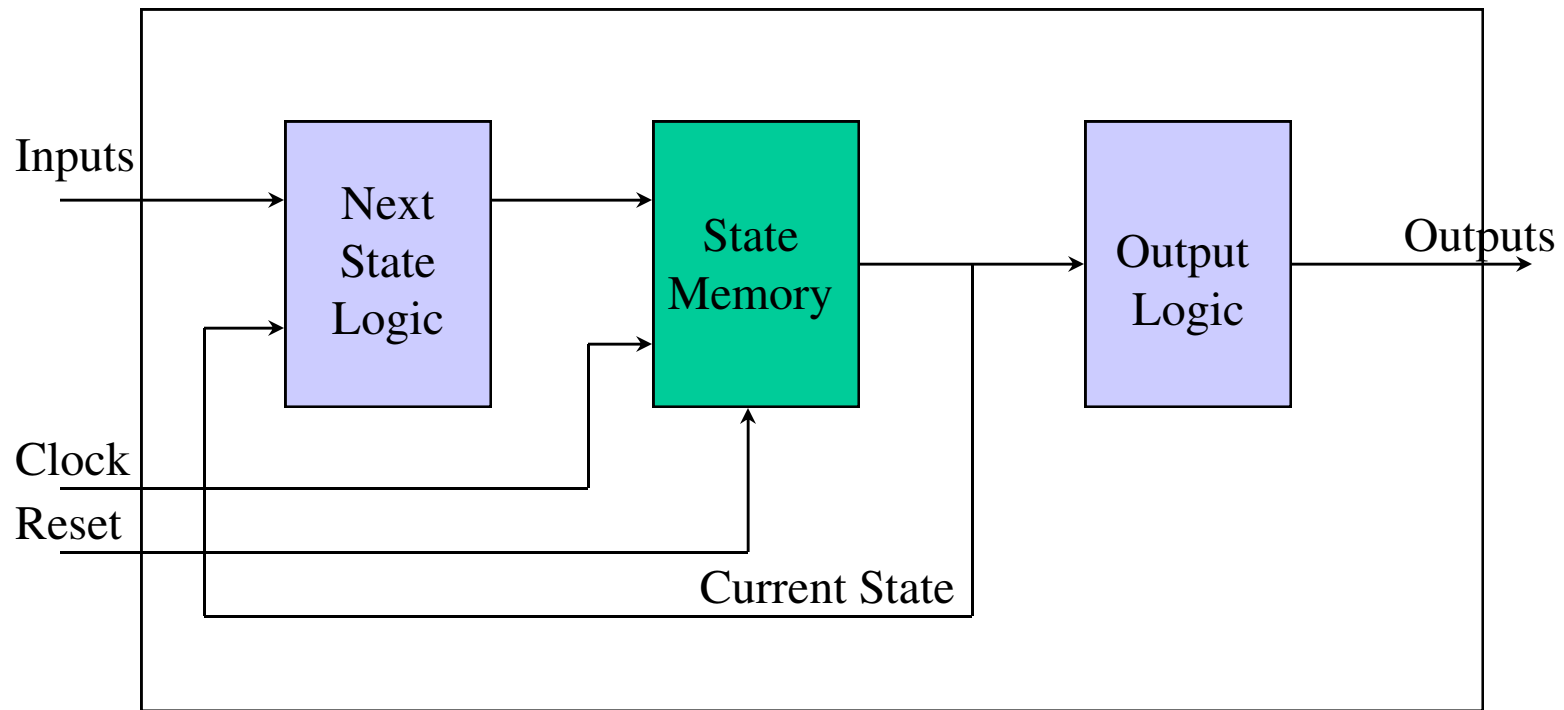 Inputs
Next
State
Logic
State
Memory
Output
Logic
Outputs
Clock
Reset
Current State